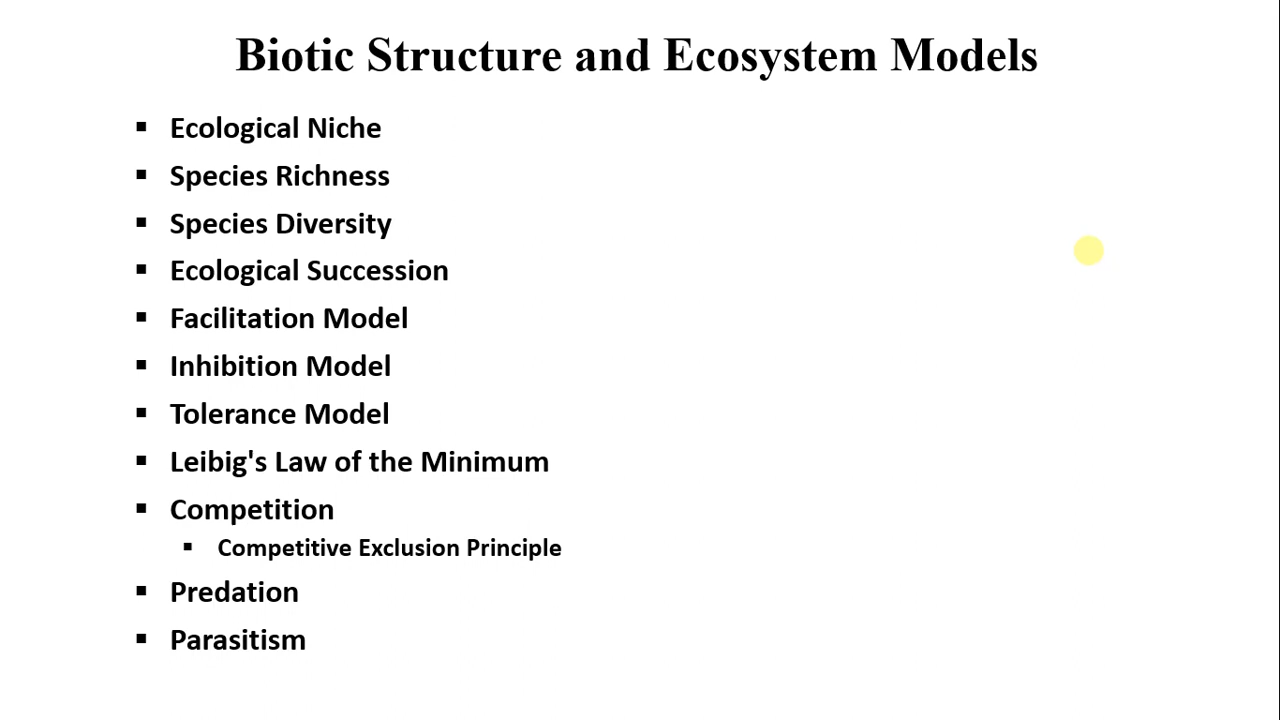 Biotic Structure and Ecosystem Models
▪ Ecological Niche
▪ Species Richness
▪ Species Diversity
▪ Ecological Succession
▪ Facilitation Model
▪ Inhibition Model
▪ Tolerance Model
▪ Leibig's Law of the Minimum
▪ Competition
▪ Competitive Exclusion Principle
▪ Predation
▪ Parasitism